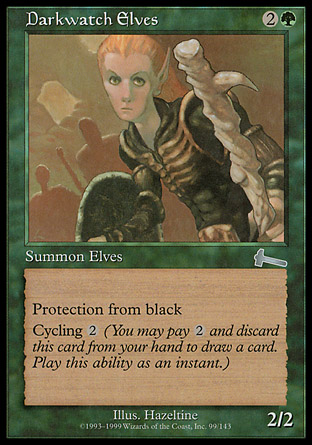 Darkwatch Elves 2
Summon Elves
Protection from black
Cycling 2 (You may pay 2 and discard
this card from your hand to draw a card.
Play this ability as an instant.)
Illus. Hazeltine
©1993-1999 Wizards of the Coast, Inc. 99/143
2/2